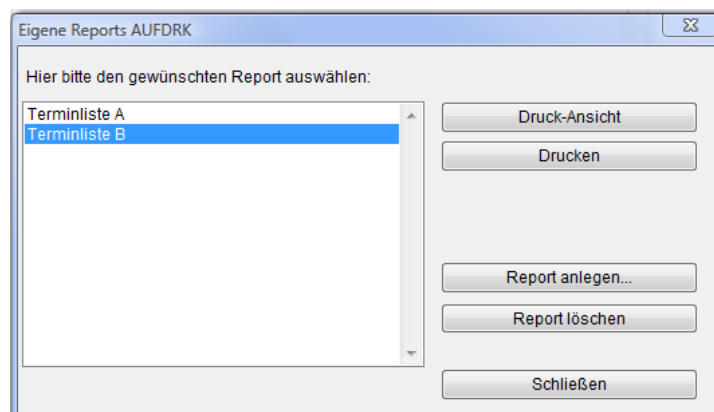 Eigene Reports AUFDRK
Hier bitte den gewünschten Report auswählen:
Terminliste A
Terminliste B
Druck-Ansicht
Drucken
Report anlegen...
Report löschen
Schließen